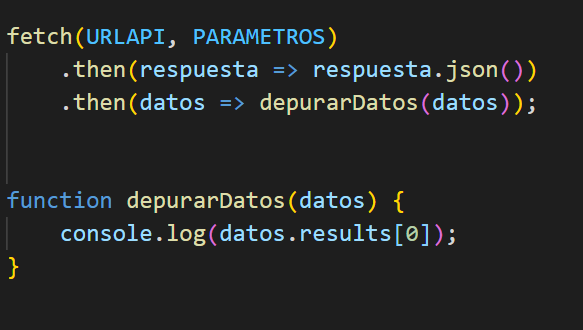 fetch(URLAPI, PARAMETROS)
    .then(respuesta => respuesta.json())
    .then(datos => depurarDatos(datos));
function depurarDatos(datos) {
    console.log(datos.results[0]);
}